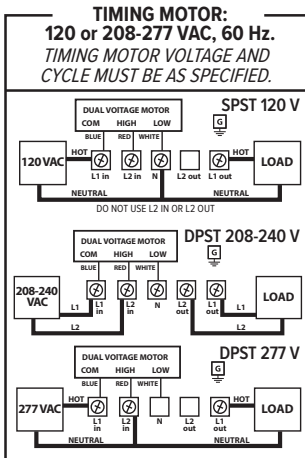 TIMING MOTOR:
120 or 208-277 VAC, 60 Hz.
TIMING MOTOR VOLTAGE AND
CYCLE MUST BE AS SPECIFIED.
SPST 120 V
DUAL VOLTAGE MOTOR
COM HIGH LOW
G
BLUE RED WHITE
120 VAC HOT HOT LOAD
L1 in L2 in N L2 out L1 out
NEUTRAL NEUTRAL
DO NOT USE L2 IN OR L2 OUT
DPST 208-240 V
DUAL VOLTAGE MOTOR
COM HIGH LOW
G
BLUE RED WHITE
208-240
VAC
LOAD
L1 L1 in L2 in N L2 out L1 out L1
L2 L2
DPST 277 V
DUAL VOLTAGE MOTOR
COM HIGH LOW
G
BLUE RED WHITE
277 VAC HOT HOT LOAD
L1 in L2 in N L2 out L1 out
NEUTRAL NEUTRAL